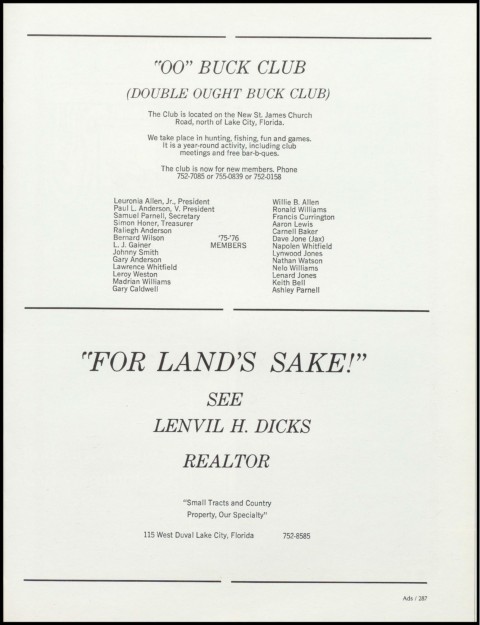 "OO" BUCK CLUB
(DOUBLE OUGHT BUCK CLUB)
The Club is located on the New St. James Church
Road, north of Lake City, Florida.
We take place in hunting, fishing, fun and games.
It is a year-round activity, including club
meetings and free bar-b-ques.
The club is now for new members. Phone
752-7085 or 755-0839 or 752-0158
Leuronia Allen, Jr., President
Paul L. Anderson, V. President
Samuel Parnell, Secretary
Simon Honer, Treasurer
Raliegh Anderson
Bernard Wilson
L. J. Gainer
Johnny Smith
Gary Anderson
Lawrence Whitfield
Leroy Weston
Madrian Williams
Gary Caldwell
'75-'76
MEMBERS
Willie B. Allen
Ronald Williams
Francis Currington
Aaron Lewis
Carnell Baker
Dave Jone (Jax)
Napolen Whitfield
Lynwood Jones
Nathan Watson
Nelo Williams
Lenard Jones
Keith Bell
Ashley Parnell
"FOR LAND'S SAKE!"
SEE
LENVIL H. DICKS
REALTOR
"Small Tracts and Country
Property, Our Specialty"
115 West Duval Lake City, Florida 752-8585
Ads / 287